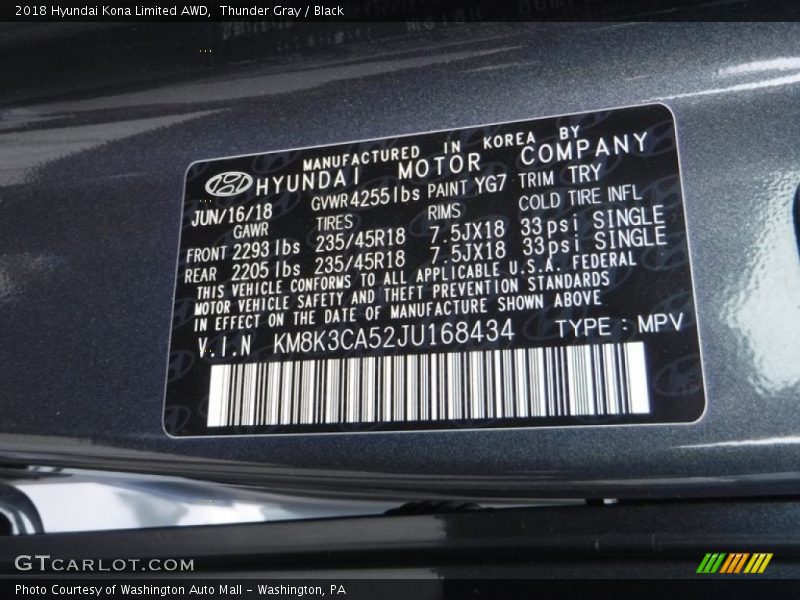 2018 Hyundai Kona Limited AWD, Thunder Gray / Black
MANUFACTURED IN KOREA BY
HYUNDAI MOTOR COMPANY
JUN/16/18 GVWR 4255 lbs PAINT YG7 TRIM TRY
GAWR TIRES RIMS COLD TIRE INFL
FRONT 2293 lbs 235/45R18 7.5JX18 33psi SINGLE
REAR 2205 lbs 235/45R18 7.5JX18 33psi SINGLE
THIS VEHICLE CONFORMS TO ALL APPLICABLE U.S.A. FEDERAL
MOTOR VEHICLE SAFETY AND THEFT PREVENTION STANDARDS
IN EFFECT ON THE DATE OF MANUFACTURE SHOWN ABOVE
V.I.N KM8K3CA52JU168434 TYPE : MPV
GTCARLOT.COM
Photo Courtesy of Washington Auto Mall - Washington, PA